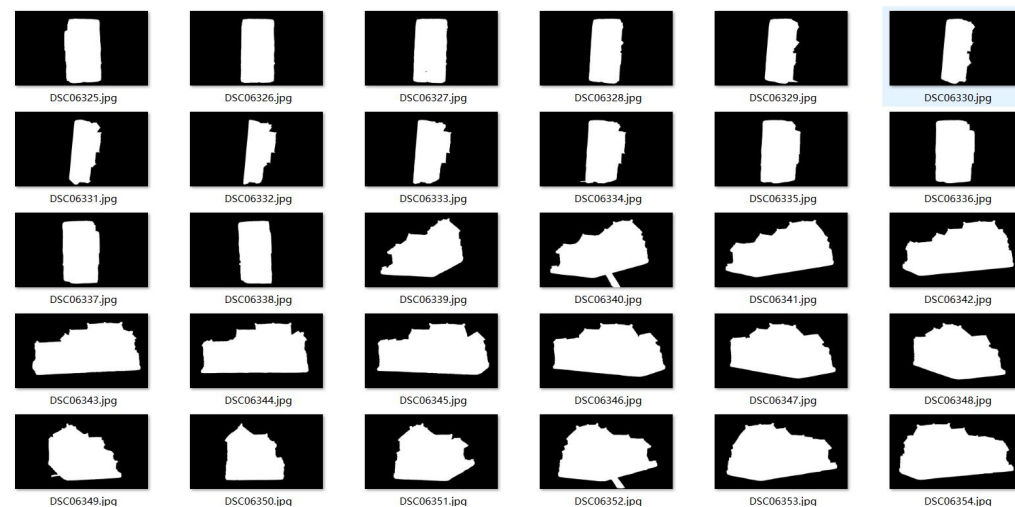 DSC06325.jpg DSC06326.jpg DSC06327.jpg DSC06328.jpg DSC06329.jpg DSC06330.jpg
DSC06331.jpg DSC06332.jpg DSC06333.jpg DSC06334.jpg DSC06335.jpg DSC06336.jpg
DSC06337.jpg DSC06338.jpg DSC06339.jpg DSC06340.jpg DSC06341.jpg DSC06342.jpg
DSC06343.jpg DSC06344.jpg DSC06345.jpg DSC06346.jpg DSC06347.jpg DSC06348.jpg
DSC06349.jpg DSC06350.jpg DSC06351.jpg DSC06352.jpg DSC06353.jpg DSC06354.jpg